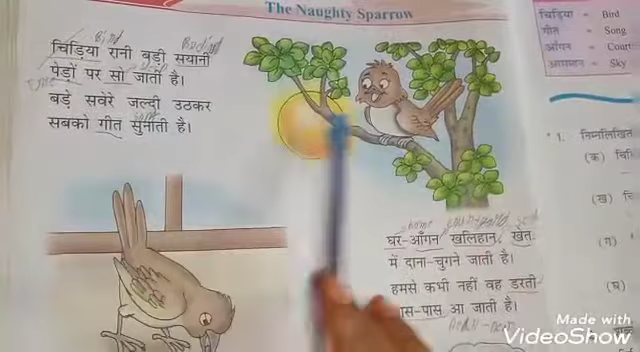 The Naughty Sparrow
चिड़िया रानी बड़ी सयानी
पेड़ों पर सो जाती है।
बड़े सवेरे जल्दी उठकर
सबको गीत सुनाती है।
घर-आँगन खलिहान, खेत
में दाना-चुगने जाती है।
हमसे कभी नहीं वह डरती
आस-पास आ जाती है।
चिड़िया = Bird
गीत = Song
आँगन = Court
आसमान = Sky
1. निम्नलिखित
(क) चि
(ख)
(ग)
(घ)
Made with
VideoShow